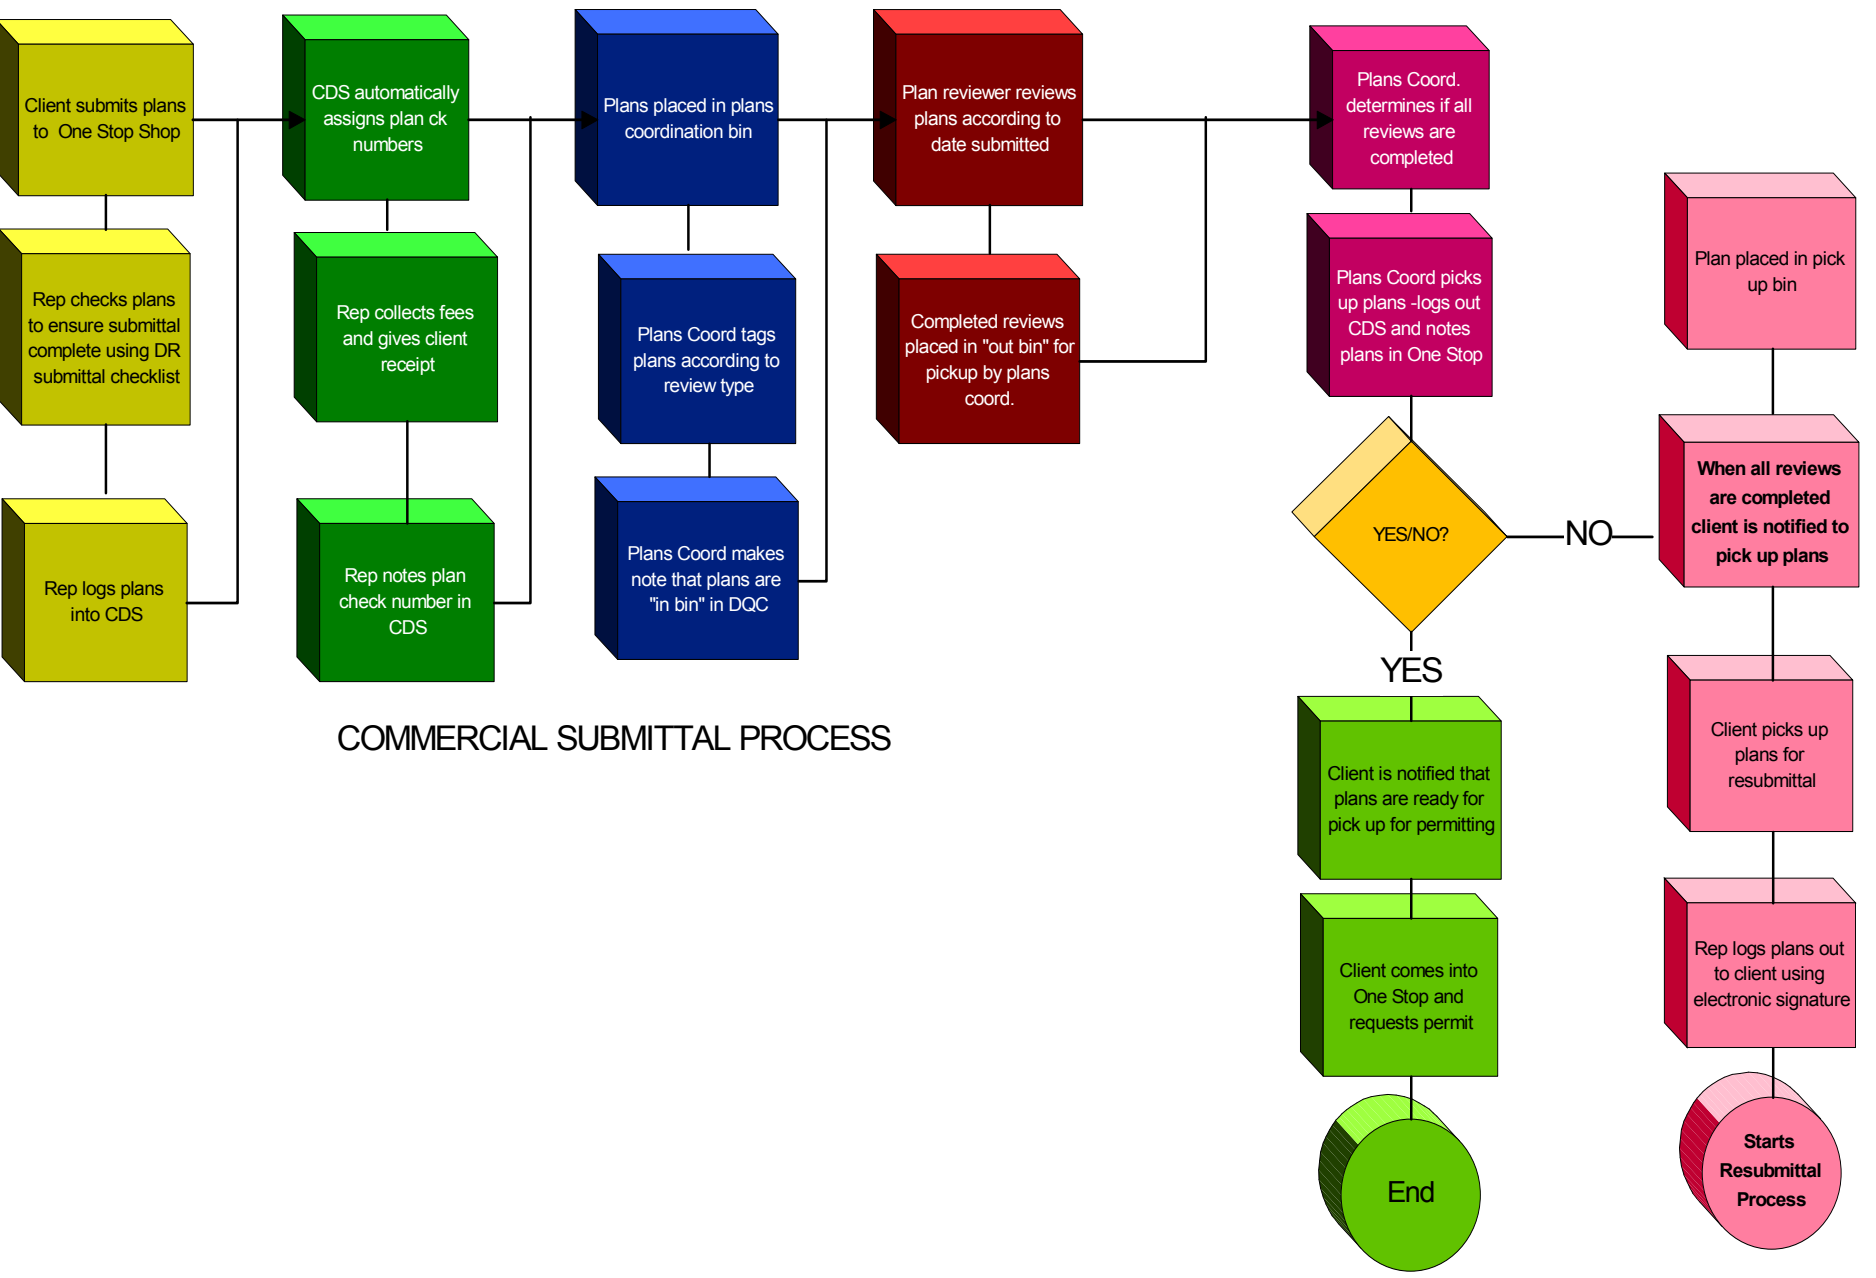 Client submits plans
to One Stop Shop
Rep checks plans
to ensure submittal
complete using DR
submittal checklist
Rep logs plans
into CDS
CDS automatically
assigns plan ck
numbers
Rep collects fees
and gives client
receipt
Rep notes plan
check number in
CDS
Plans placed in plans
coordination bin
Plans Coord tags
plans according to
review type
Plans Coord makes
note that plans are
"in bin" in DQC
Plan reviewer reviews
plans according to
date submitted
Completed reviews
placed in "out bin" for
pickup by plans
coord.
Plans Coord.
determines if all
reviews are
completed
Plans Coord picks
up plans -logs out
CDS and notes
plans in One Stop
YES/NO?
NO
YES
Client is notified that
plans are ready for
pick up for permitting
Client comes into
One Stop and
requests permit
End
Plan placed in pick
up bin
When all reviews
are completed
client is notified to
pick up plans
Client picks up
plans for
resubmittal
Rep logs plans out
to client using
electronic signature
Starts
Resubmittal
Process
COMMERCIAL SUBMITTAL PROCESS